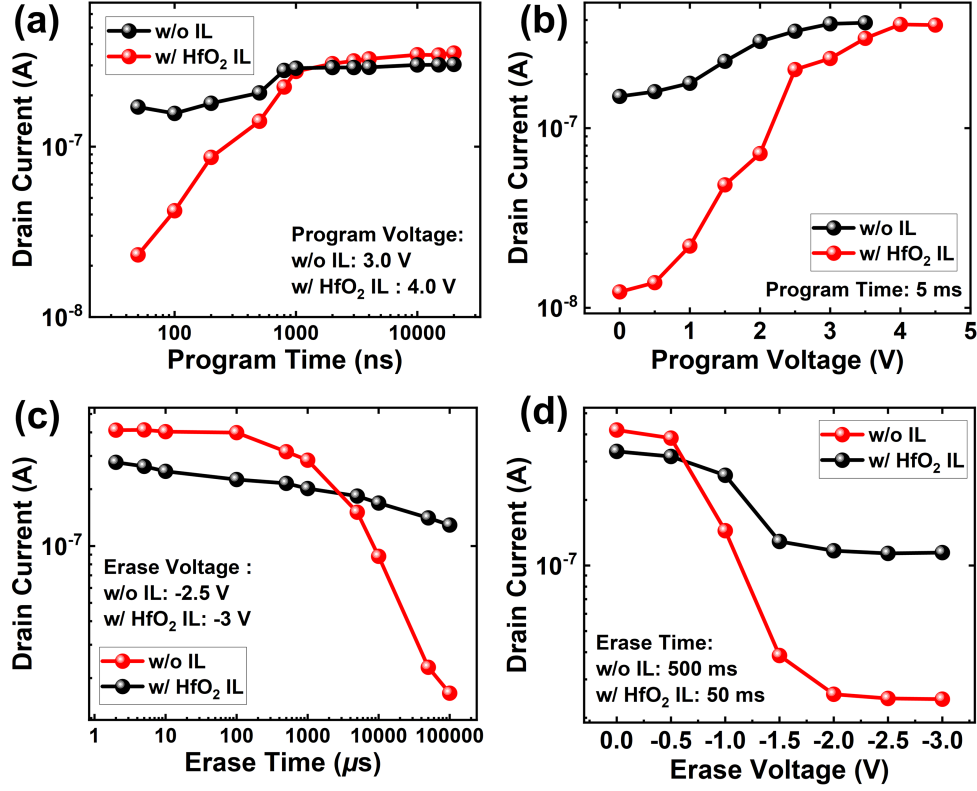 (a)
w/o IL
w/ HfO₂ IL
Drain Current (A)
10⁻⁷
10⁻⁸
Program Voltage:
w/o IL: 3.0 V
w/ HfO₂ IL : 4.0 V
100 1000 10000
Program Time (ns)
(b)
Drain Current (A)
10⁻⁷
10⁻⁸
w/o IL
w/ HfO₂ IL
Program Time: 5 ms
0 1 2 3 4 5
Program Voltage (V)
(c)
Drain Current (A)
10⁻⁷
Erase Voltage :
w/o IL: -2.5 V
w/ HfO₂ IL: -3 V
w/o IL
w/ HfO₂ IL
1 10 100 1000 10000 100000
Erase Time (μs)
(d)
w/o IL
w/ HfO₂ IL
Drain Current (A)
10⁻⁷
Erase Time:
w/o IL: 500 ms
w/ HfO₂ IL: 50 ms
0.0 -0.5 -1.0 -1.5 -2.0 -2.5 -3.0
Erase Voltage (V)